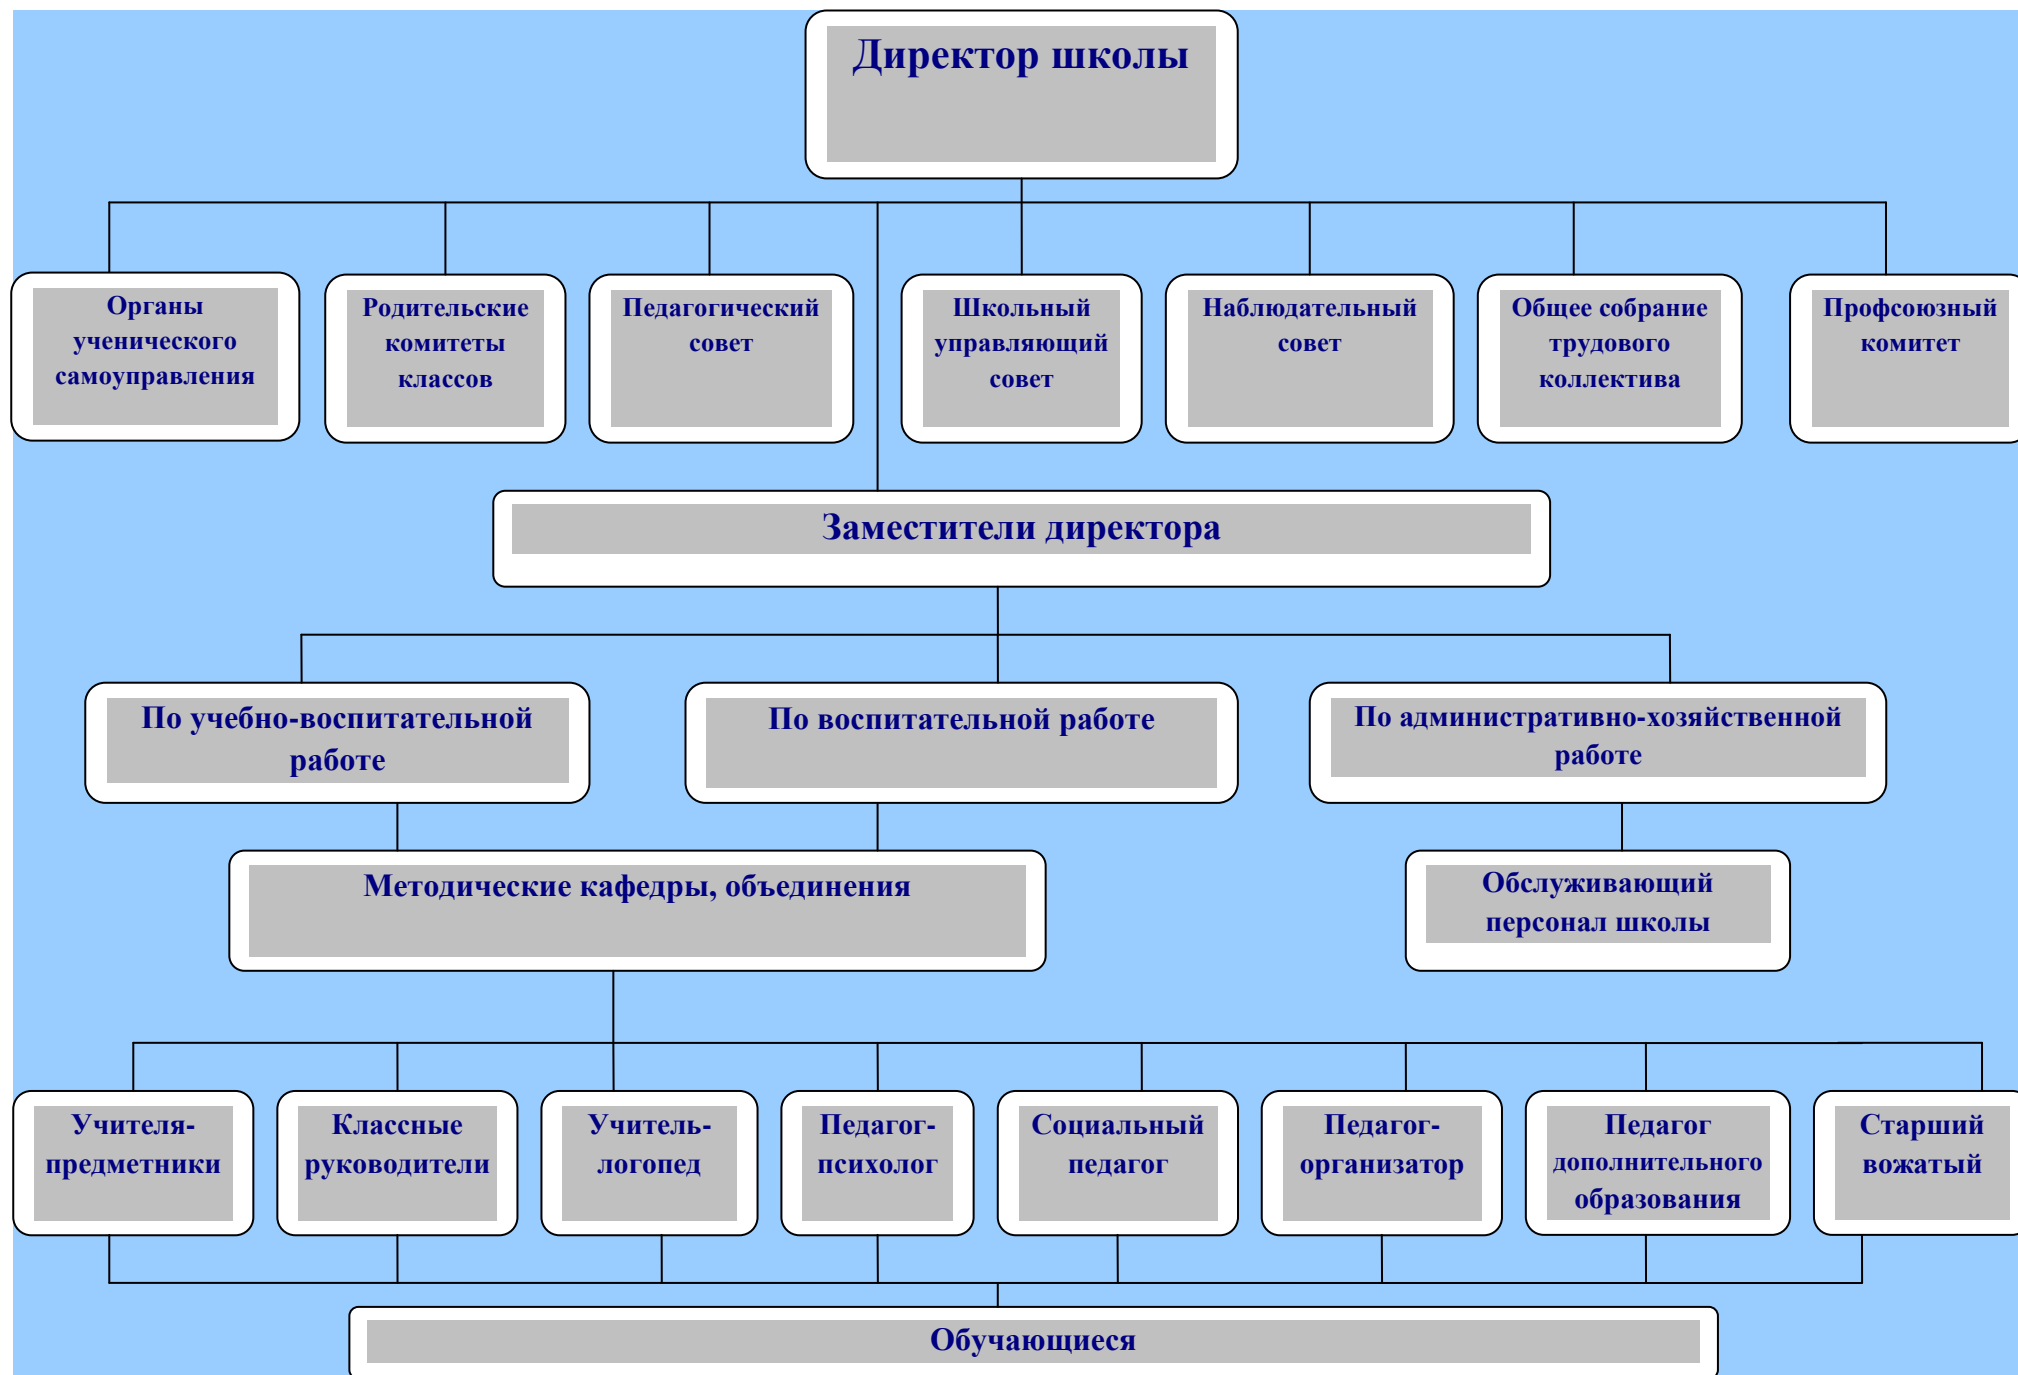 Директор школы
Органы
ученического
самоуправления
Родительские
комитеты
классов
Педагогический
совет
Школьный
управляющий
совет
Наблюдательный
совет
Общее собрание
трудового
коллектива
Профсоюзный
комитет
Заместители директора
По учебно-воспитательной
работе
По воспитательной работе
По административно-хозяйственной
работе
Методические кафедры, объединения
Обслуживающий
персонал школы
Учителя-
предметники
Классные
руководители
Учитель-
логопед
Педагог-
психолог
Социальный
педагог
Педагог-
организатор
Педагог
дополнительного
образования
Старший
вожатый
Обучающиеся